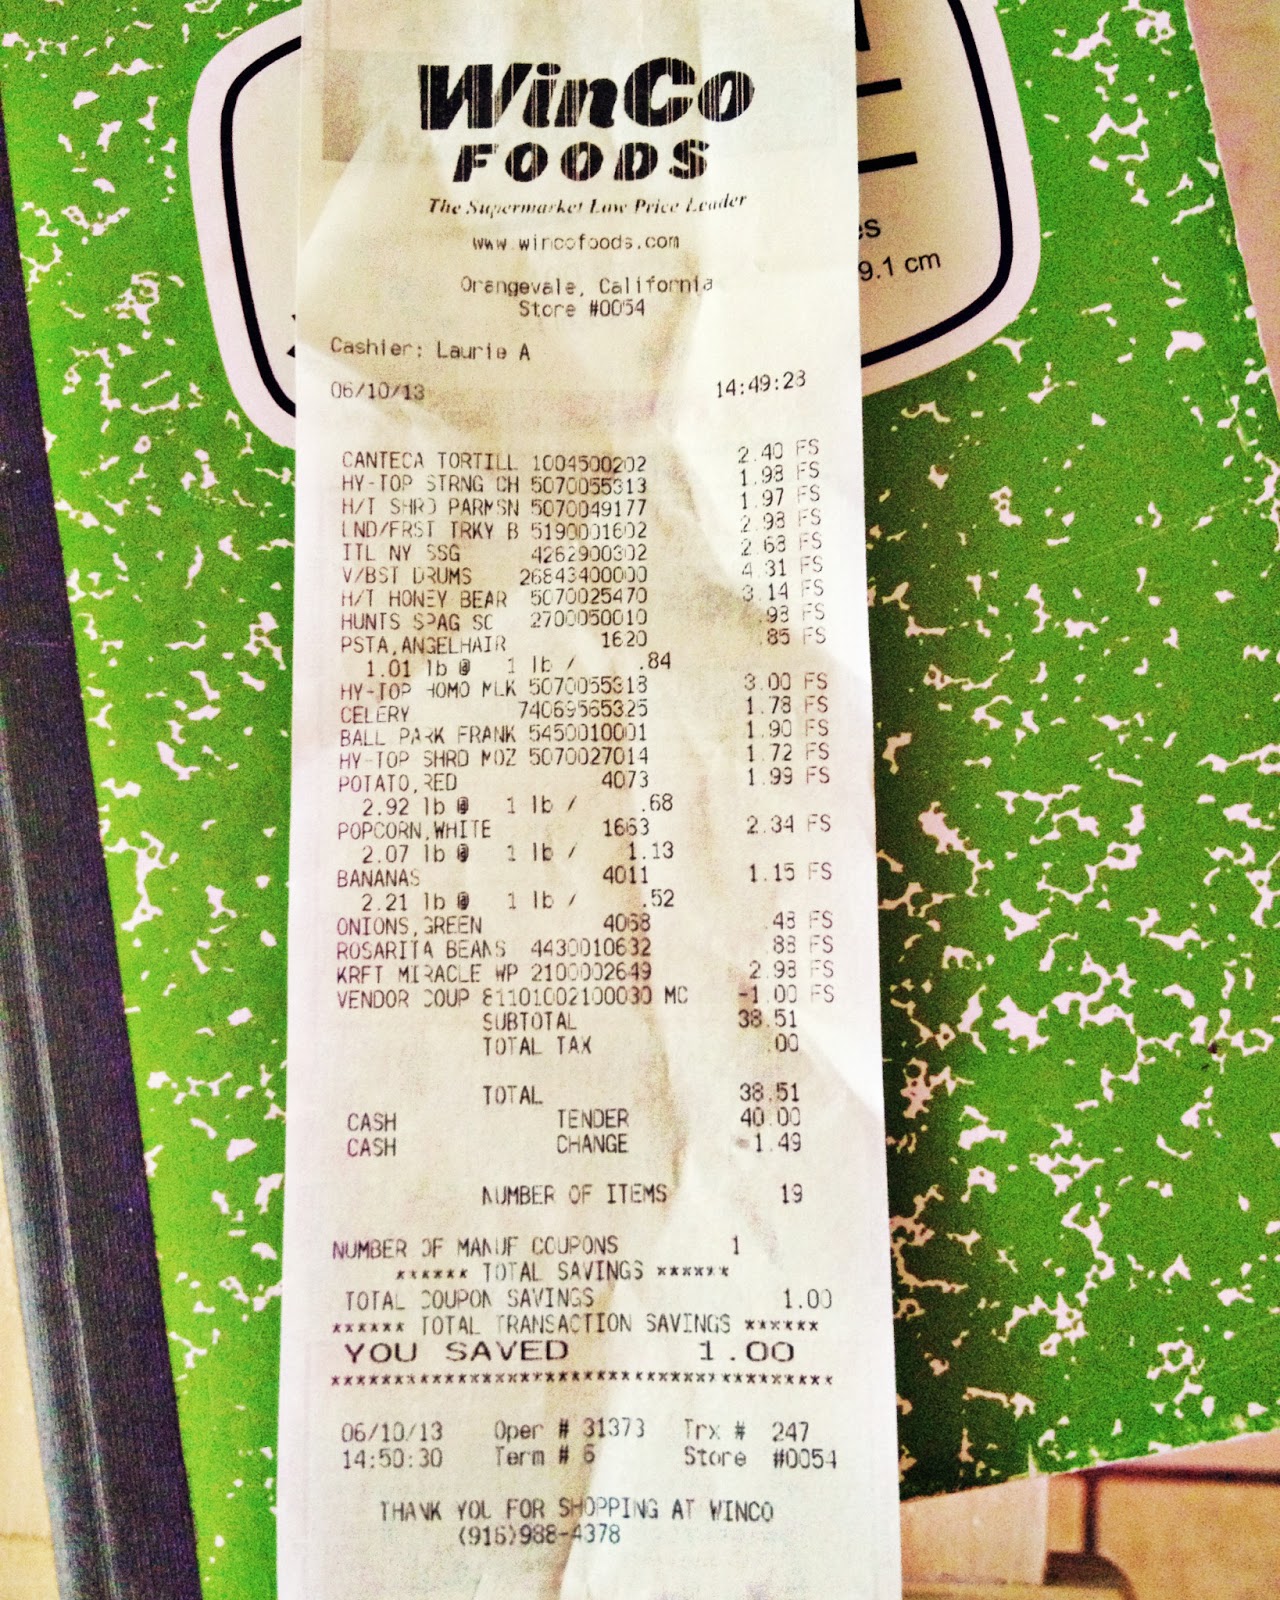 WinCo
FOODS
The Supermarket Low Price Leader
www.wincofoods.com
Orangevale, California
Store #0054
Cashier: Laurie A
06/10/13 14:49:23
es
9.1 cm
CANTECA TORTILL 1004500202 2.40 FS
HY-TOP STRNG CH 5070055313 1.98 FS
H/T SHRD PARMSN 5070049177 1.97 FS
LND/FRST TRKY B 5190001602 2.98 FS
ITL NY SSG 4262900302 2.68 FS
V/BST DRUMS 26843400000 4.31 FS
H/T HONEY BEAR 5070025470 3.14 FS
HUNTS SPAG SC 2700050010 .98 FS
PSTA,ANGELHAIR 1620 .85 FS
1.01 lb @ 1 lb / .84
HY-TOP HOMO MLK 5070055318 3.00 FS
CELERY 74069565325 1.78 FS
BALL PARK FRANK 5450010001 1.90 FS
HY-TOP SHRD MOZ 5070027014 1.72 FS
POTATO,RED 4073 1.99 FS
2.92 lb @ 1 lb / .68
POPCORN,WHITE 1663 2.34 FS
2.07 lb @ 1 lb / 1.13
BANANAS 4011 1.15 FS
2.21 lb @ 1 lb / .52
ONIONS,GREEN 4068 .48 FS
ROSARITA BEANS 4430010632 .88 FS
KRFT MIRACLE WP 2100002649 2.98 FS
VENDOR COUP 81101002100030 MC -1.00 FS
SUBTOTAL 38.51
TOTAL TAX .00
TOTAL 38.51
CASH TENDER 40.00
CASH CHANGE 1.49
NUMBER OF ITEMS 19
NUMBER OF MANUF COUPONS 1
****** TOTAL SAVINGS ******
TOTAL COUPON SAVINGS 1.00
****** TOTAL TRANSACTION SAVINGS ******
YOU SAVED 1.00
******************************************
06/10/13 Oper # 31373 Trx # 247
14:50:30 Term # 6 Store #0054
THANK YOU FOR SHOPPING AT WINCO
(916)988-4378